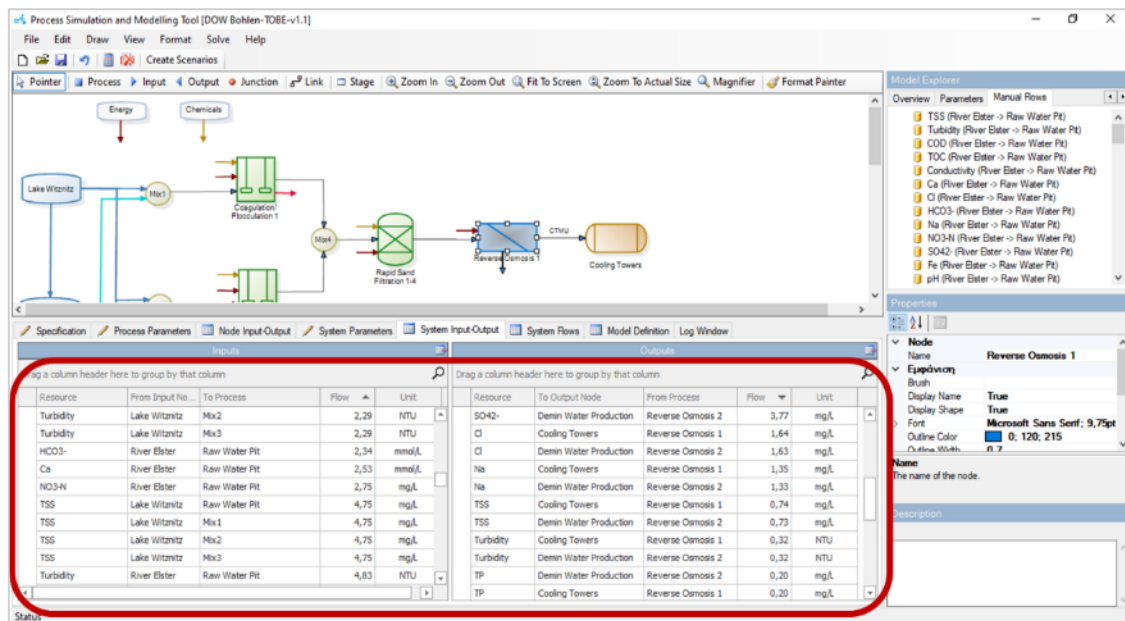 Process Simulation and Modelling Tool [DOW Bohlen-TOBE-v1.1]
File Edit Draw View Format Solve Help
Create Scenarios
Pointer Process Input Output Junction Link Stage Zoom In Zoom Out Fit To Screen Zoom To Actual Size Magnifier Format Painter
Energy Chemicals
Lake Witznitz
Mix1
Coagulation/
Flocculation 1
Mix4
Rapid Sand
Filtration 1-4
Reverse Osmosis 1
CTMU
Cooling Towers
Model Explorer
Overview Parameters Manual Flows
TSS (River Elster -> Raw Water Pit)
Turbidity (River Elster -> Raw Water Pit)
COD (River Elster -> Raw Water Pit)
TOC (River Elster -> Raw Water Pit)
Conductivity (River Elster -> Raw Water Pit)
Ca (River Elster -> Raw Water Pit)
Cl (River Elster -> Raw Water Pit)
HCO3- (River Elster -> Raw Water Pit)
Na (River Elster -> Raw Water Pit)
NO3-N (River Elster -> Raw Water Pit)
SO42- (River Elster -> Raw Water Pit)
Fe (River Elster -> Raw Water Pit)
pH (River Elster -> Raw Water Pit)
Specification Process Parameters Node Input-Output System Parameters System Input-Output System Flows Model Definition Log Window
Inputs
Drag a column header here to group by that column
Resource From Input No... To Process Flow Unit
Turbidity Lake Witznitz Mix2 2,29 NTU
Turbidity Lake Witznitz Mix3 2,29 NTU
HCO3- River Elster Raw Water Pit 2,34 mmol/L
Ca River Elster Raw Water Pit 2,53 mmol/L
NO3-N River Elster Raw Water Pit 2,75 mg/L
TSS Lake Witznitz Raw Water Pit 4,75 mg/L
TSS Lake Witznitz Mix1 4,75 mg/L
TSS Lake Witznitz Mix2 4,75 mg/L
TSS Lake Witznitz Mix3 4,75 mg/L
Turbidity River Elster Raw Water Pit 4,83 NTU
Outputs
Drag a column header here to group by that column
Resource To Output Node From Process Flow Unit
SO42- Demin Water Production Reverse Osmosis 2 3,77 mg/L
Cl Cooling Towers Reverse Osmosis 1 1,64 mg/L
Cl Demin Water Production Reverse Osmosis 2 1,63 mg/L
Na Cooling Towers Reverse Osmosis 1 1,35 mg/L
Na Demin Water Production Reverse Osmosis 2 1,33 mg/L
TSS Cooling Towers Reverse Osmosis 1 0,74 mg/L
TSS Demin Water Production Reverse Osmosis 2 0,73 mg/L
Turbidity Cooling Towers Reverse Osmosis 1 0,32 NTU
Turbidity Demin Water Production Reverse Osmosis 2 0,32 NTU
TP Demin Water Production Reverse Osmosis 2 0,20 mg/L
TP Cooling Towers Reverse Osmosis 1 0,20 mg/L
Properties
Node
Name Reverse Osmosis 1
Εμφάνιση
Brush
Display Name True
Display Shape True
Font Microsoft Sans Serif; 9,75pt
Outline Color 0; 120; 215
Outline Width 0.7
Name
The name of the node.
Description
Status